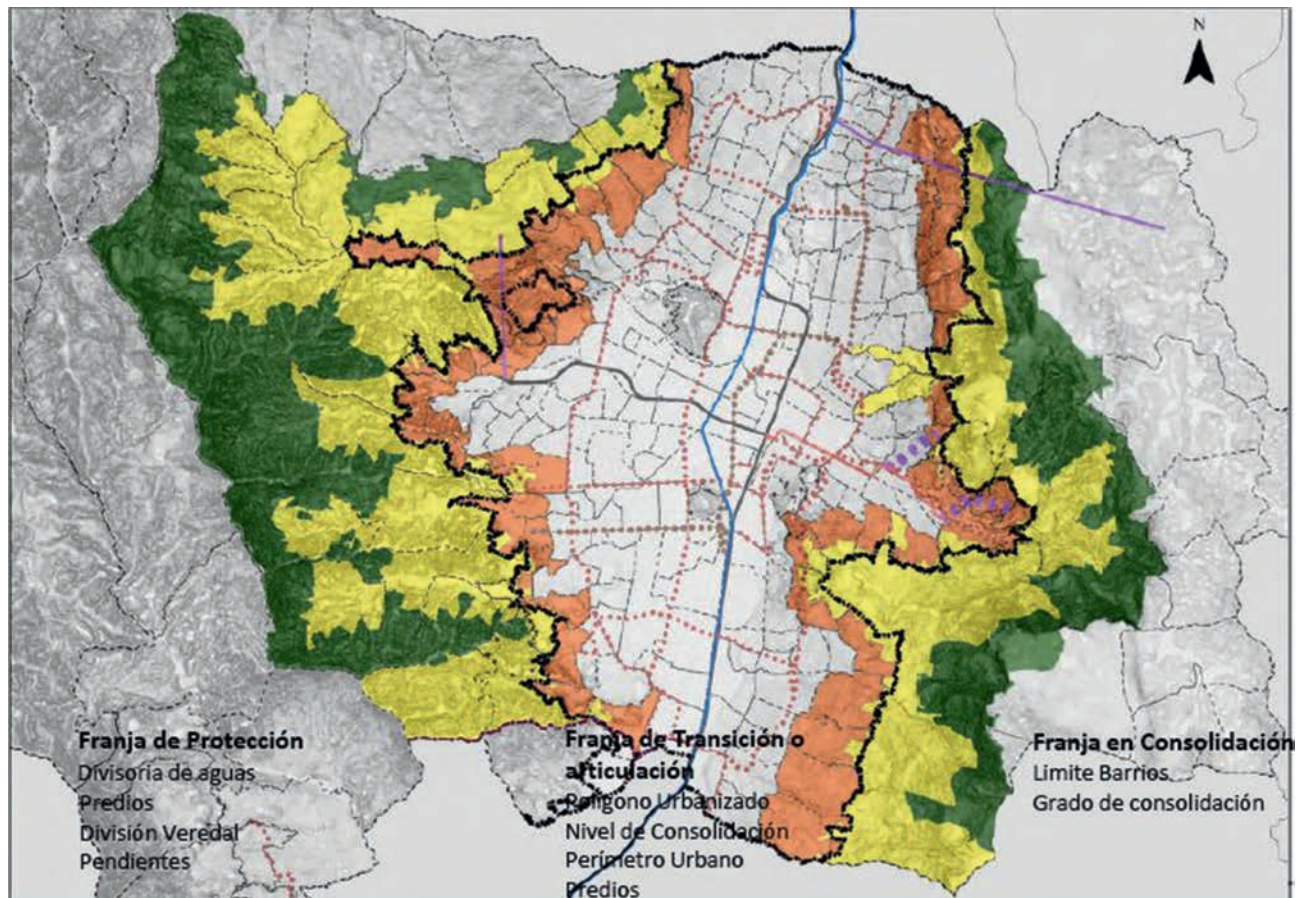 N
Franja de Protección
Divisoria de aguas
Predios
División Veredal
Pendientes
Franja de Transición o
articulación
Polígono Urbanizado
Nivel de Consolidación
Perímetro Urbano
Predios
Franja en Consolidación
Limite Barrios
Grado de consolidación